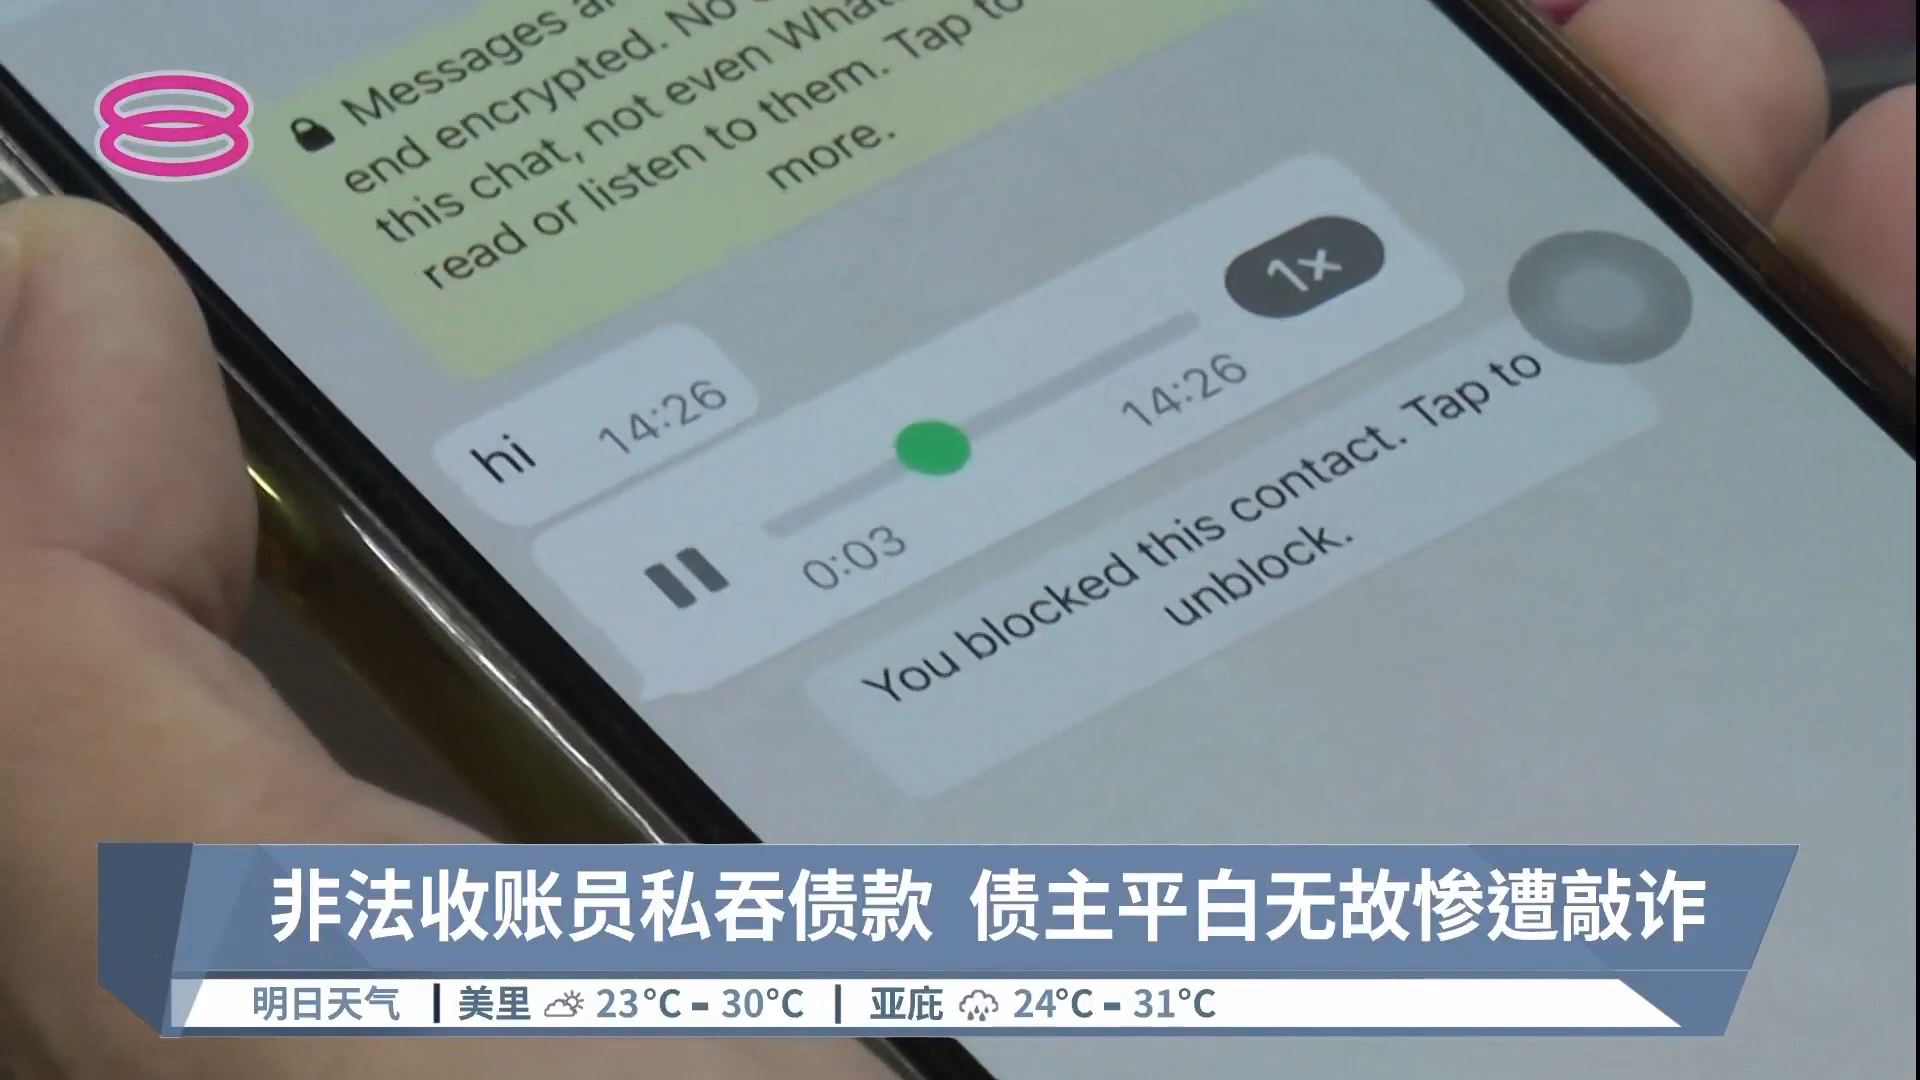 Messages
end encrypted. No
this chat, not even
read or listen to them. Tap to
more.
1x
hi 14:26
14:26
0:03
You blocked this contact. Tap to
unblock.
非法收账员私吞债款 债主平白无故惨遭敲诈
明日天气 | 美里 23°C - 30°C | 亚庇 24°C - 31°C